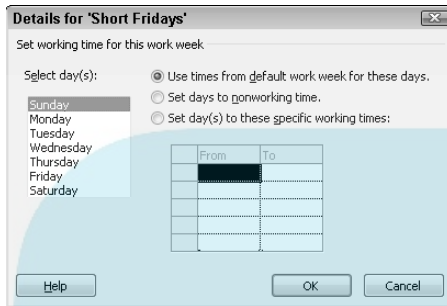 Details for 'Short Fridays'
Set working time for this work week
Select day(s):
Sunday
Monday
Tuesday
Wednesday
Thursday
Friday
Saturday
Use times from default work week for these days.
Set days to nonworking time.
Set day(s) to these specific working times:
From To
Help
OK
Cancel